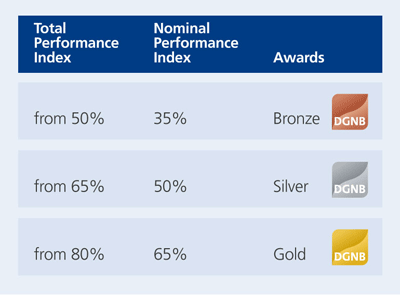 Total Performance Index
Nominal Performance Index
Awards
from 50% 35% Bronze DGNB
from 65% 50% Silver DGNB
from 80% 65% Gold DGNB